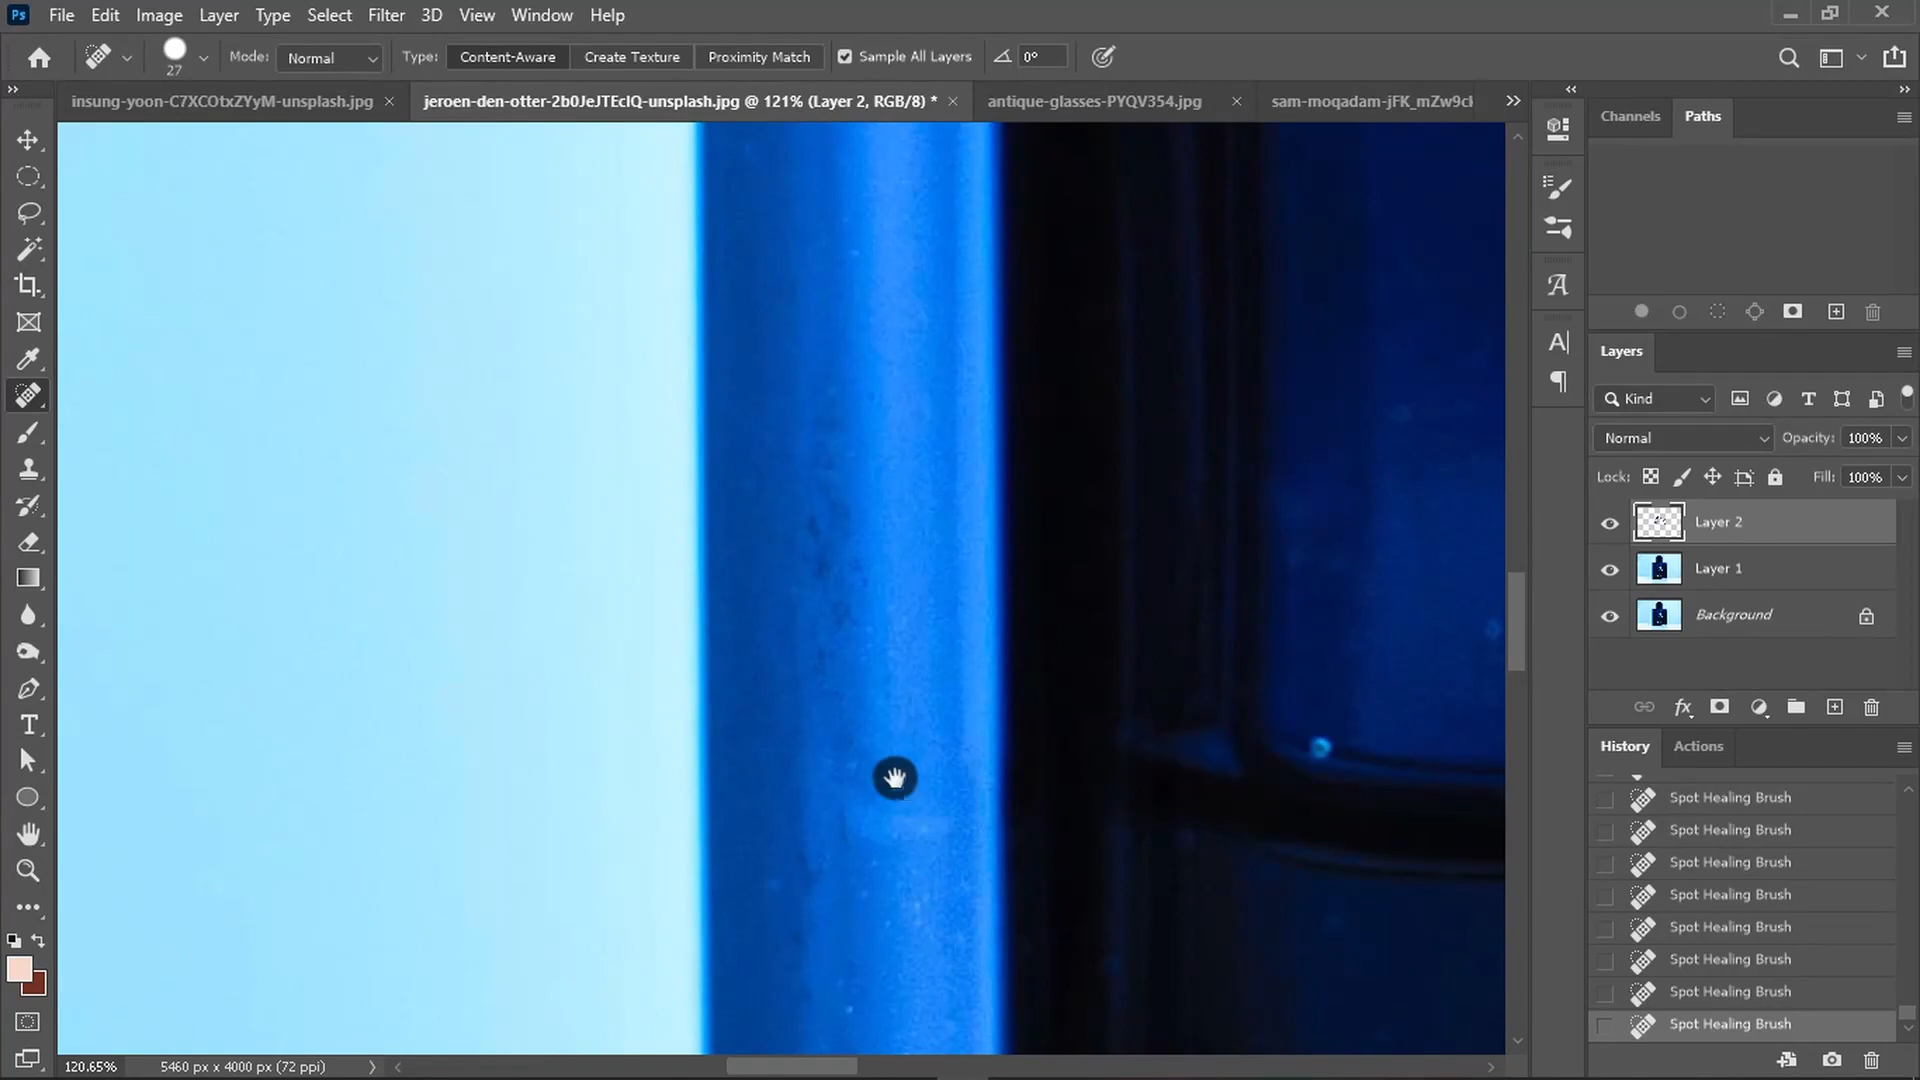 Ps File Edit Image Layer Type Select Filter 3D View Window Help
27 Mode: Normal Type: Content-Aware Create Texture Proximity Match Sample All Layers 0°
insung-yoon-C7XCOtxZYyM-unsplash.jpg jeroen-den-otter-2b0JeJTEclQ-unsplash.jpg @ 121% (Layer 2, RGB/8) * antique-glasses-PYQV354.jpg sam-moqadam-jFK_mZw9cl
Channels Paths
Layers
Kind
Normal Opacity: 100%
Lock: Fill: 100%
Layer 2
Layer 1
Background
fx
History Actions
Spot Healing Brush
Spot Healing Brush
Spot Healing Brush
Spot Healing Brush
Spot Healing Brush
Spot Healing Brush
Spot Healing Brush
Spot Healing Brush
120.65% 5460 px x 4000 px (72 ppi)